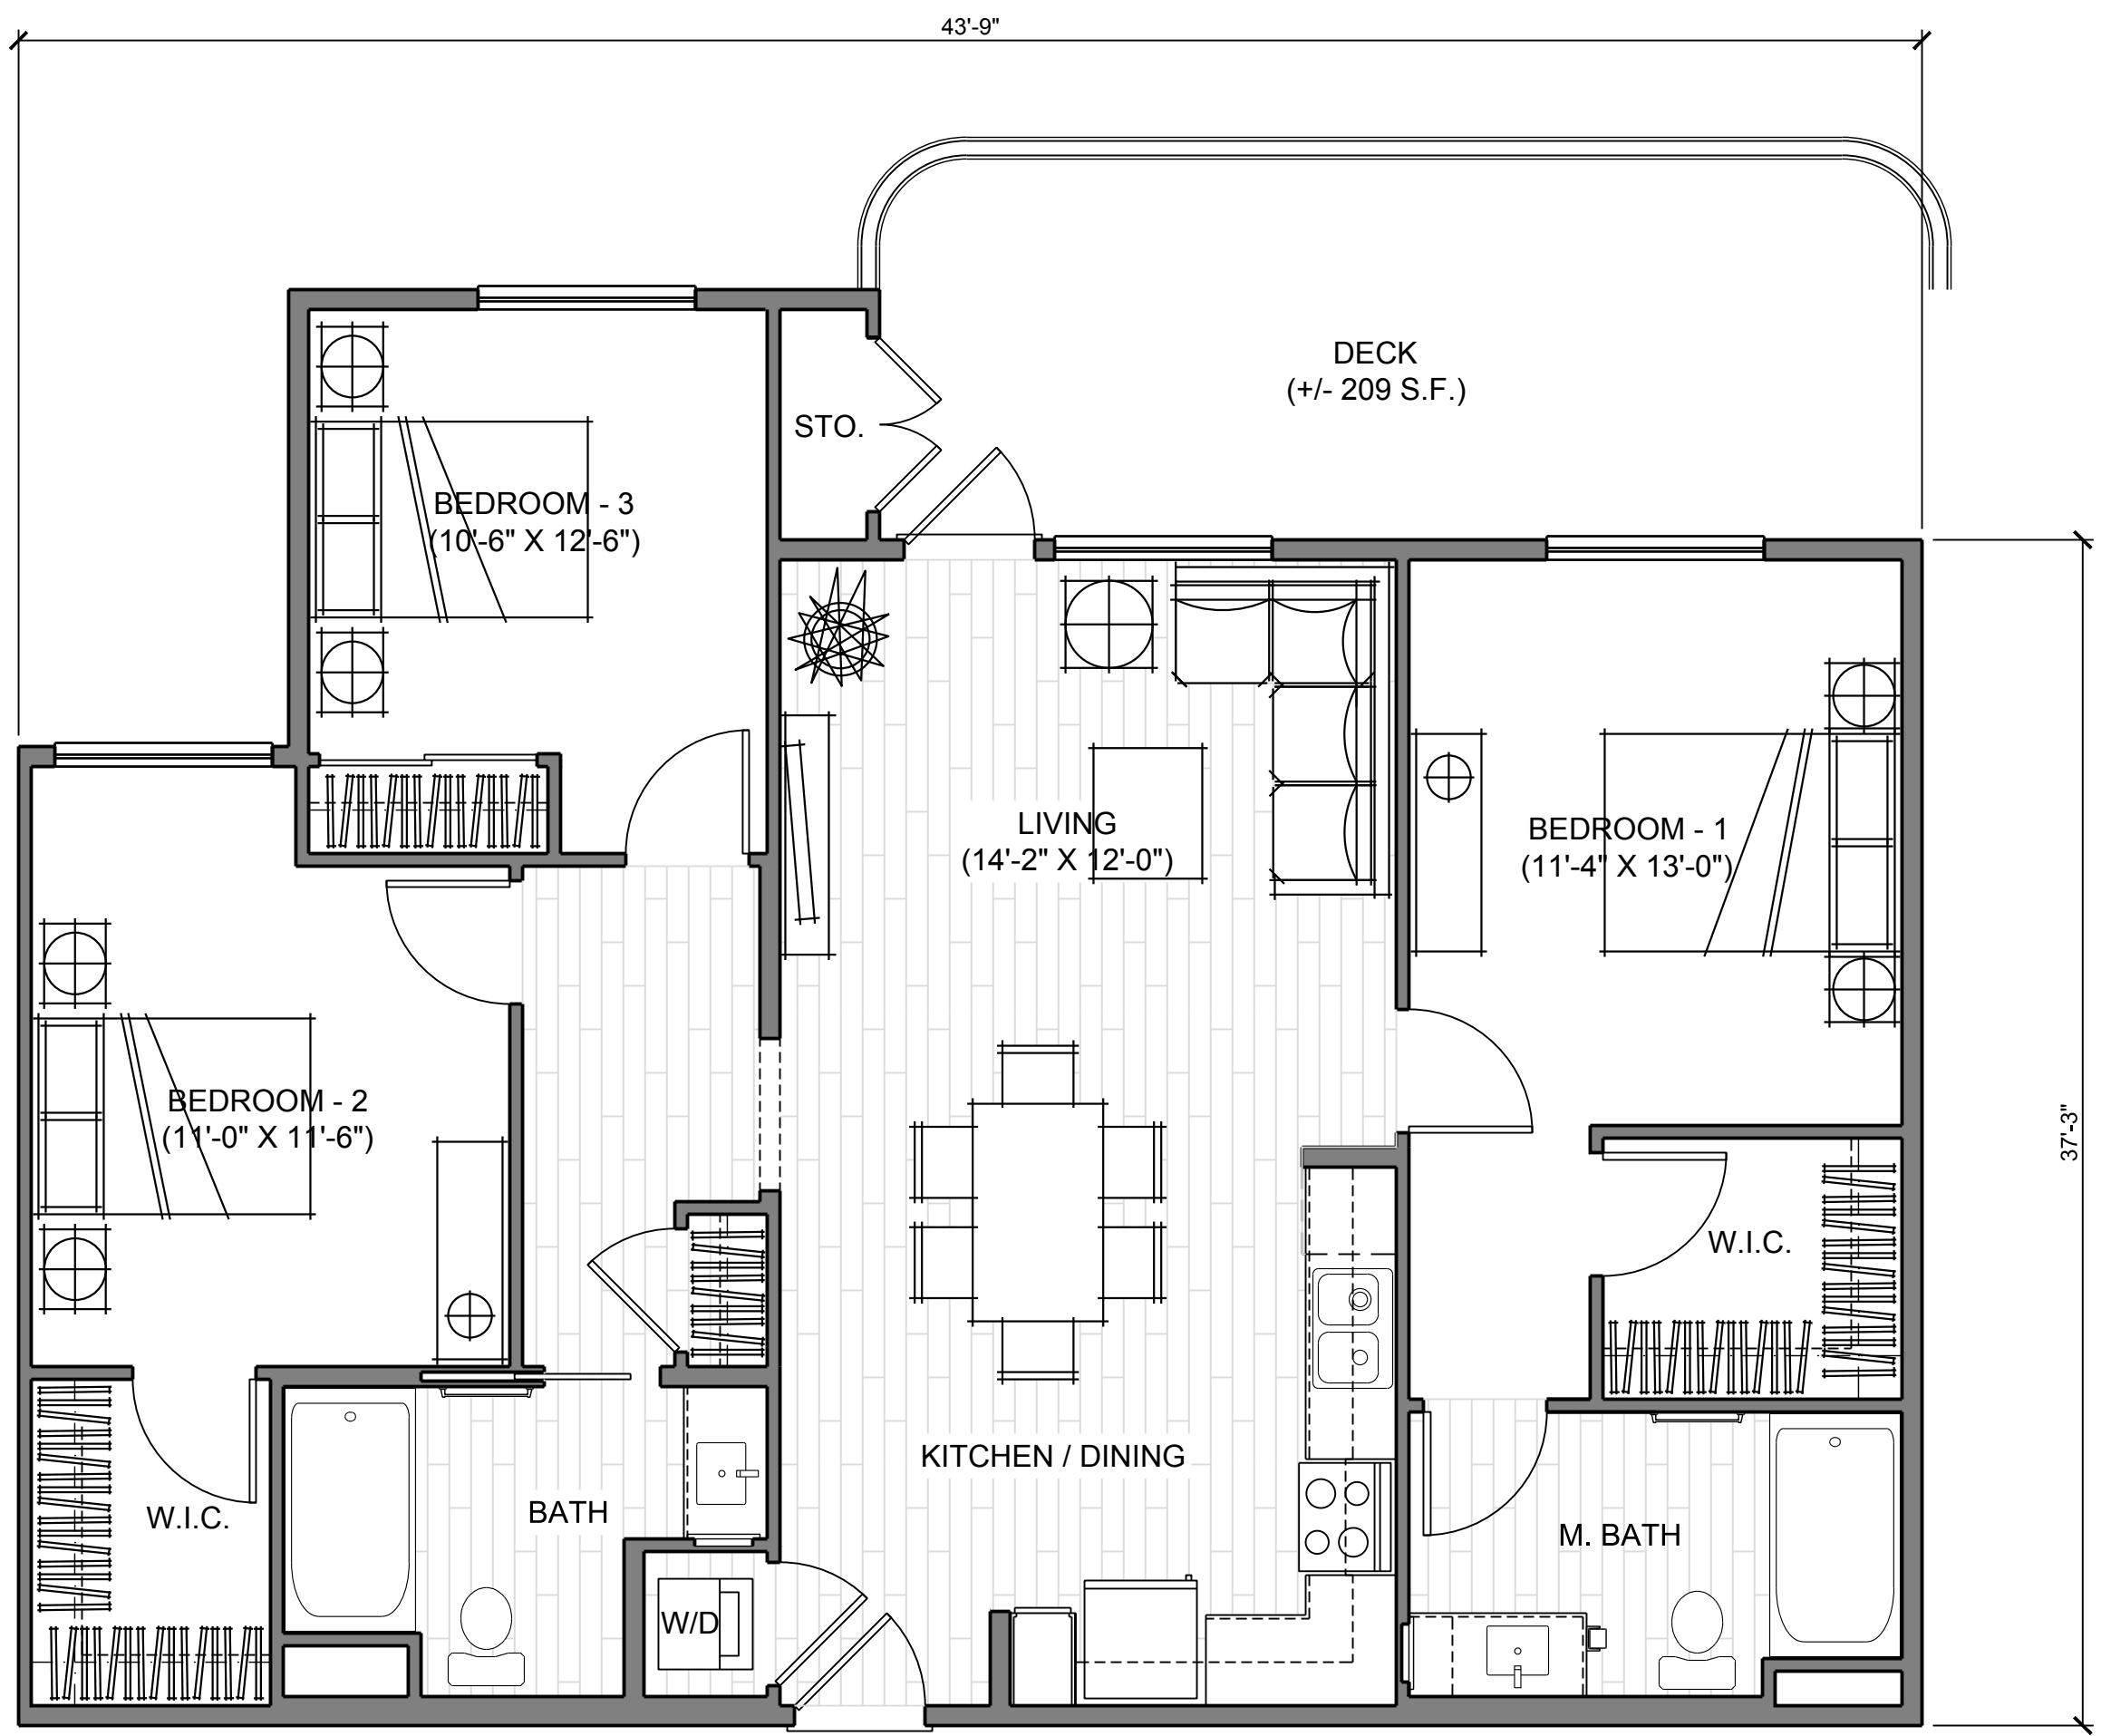 43'-9"
DECK
(+/- 209 S.F.)
STO.
BEDROOM - 3
(10'-6" X 12'-6")
LIVING
(14'-2" X 12'-0")
BEDROOM - 1
(11'-4" X 13'-0")
BEDROOM - 2
(11'-0" X 11'-6")
37'-3"
W.I.C.
KITCHEN / DINING
W.I.C.
BATH
M. BATH
W/D